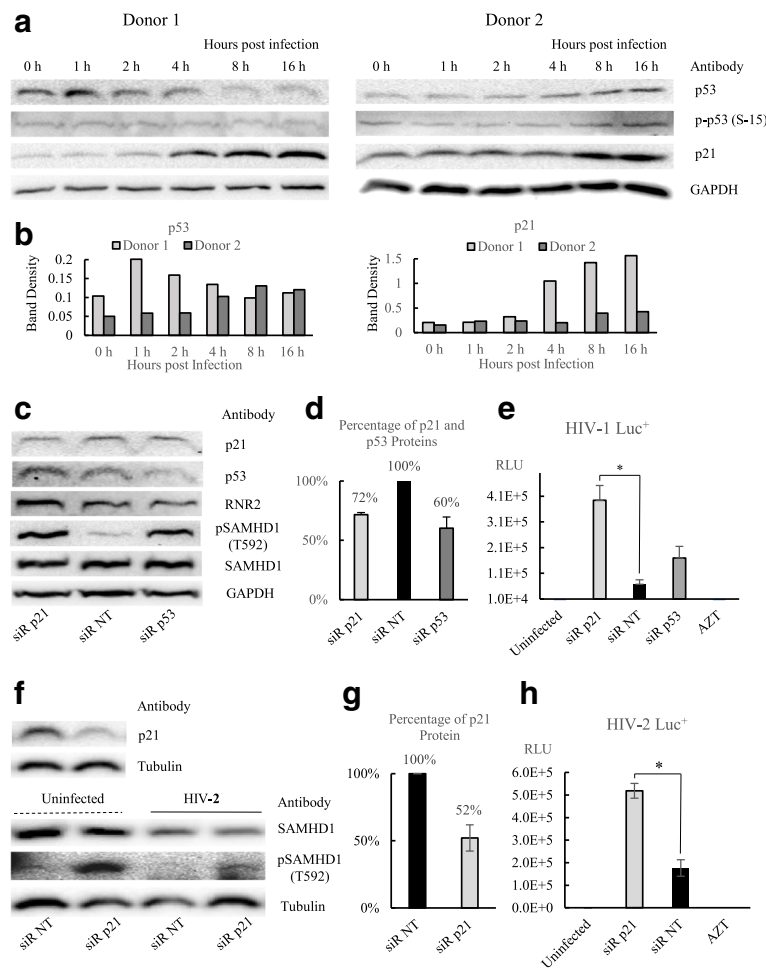 a
Donor 1
Donor 2
Hours post infection
Hours post infection
0 h 1 h 2 h 4 h 8 h 16 h
0 h 1 h 2 h 4 h 8 h 16 h
Antibody
p53
p-p53 (S-15)
p21
GAPDH
b
p53
Donor 1 Donor 2
Band Density
0.2
0.15
0.1
0.05
0 h 1 h 2 h 4 h 8 h 16 h
Hours post Infection
p21
Donor 1 Donor 2
Band Density
1.5
1
0.5
0
0 h 1 h 2 h 4 h 8 h 16 h
Hours post Infection
c
Antibody
p21
p53
RNR2
pSAMHD1
(T592)
SAMHD1
GAPDH
siR p21 siR NT siR p53
d
Percentage of p21 and
p53 Proteins
100%
50%
0%
72%
100%
60%
siR p21 siR NT siR p53
e
HIV-1 Luc+
RLU
4.1E+5
3.1E+5
2.1E+5
1.1E+5
1.0E+4
*
Uninfected siR p21 siR NT siR p53 AZT
f
Antibody
p21
Tubulin
Uninfected
HIV-2
Antibody
SAMHD1
pSAMHD1
(T592)
Tubulin
siR NT siR p21 siR NT siR p21
g
Percentage of p21
Protein
100%
50%
0%
100%
52%
siR NT siR p21
h
HIV-2 Luc+
RLU
6.0E+5
5.0E+5
4.0E+5
3.0E+5
2.0E+5
1.0E+5
0.0E+0
*
Uninfected siR p21 siR NT AZT